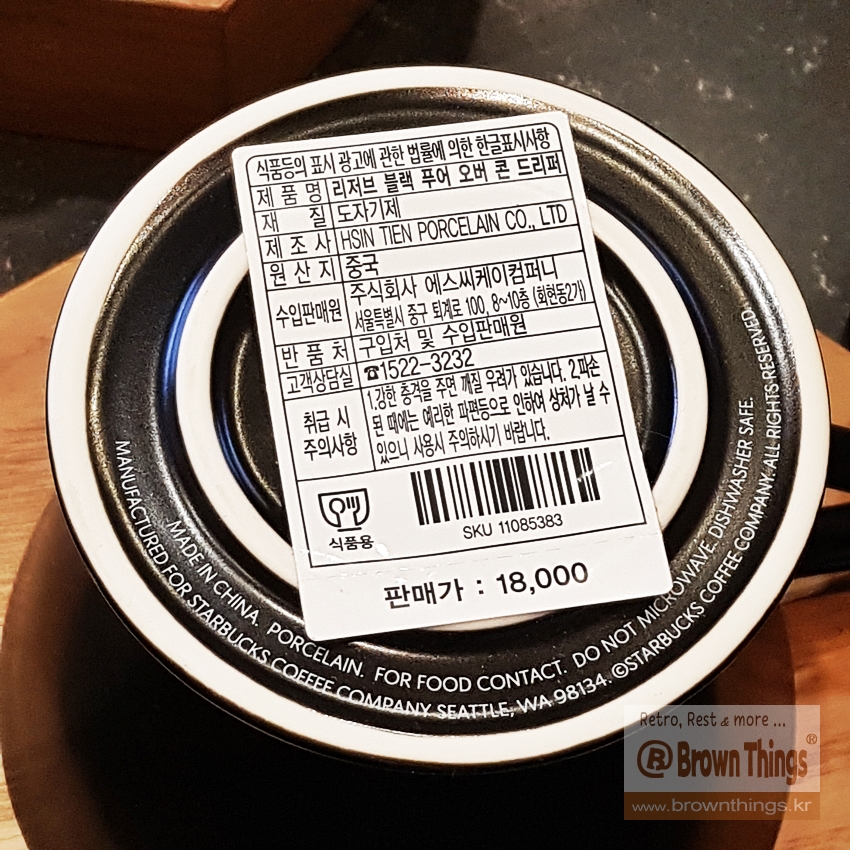 식품등의 표시 광고에 관한 법률에 의한 한글표시사항
제 품 명 리저브 블랙 푸어 오버 콘 드리퍼
재 질 도자기제
제 조 사 HSIN TIEN PORCELAIN CO., LTD
원 산 지 중국
수입판매원 주식회사 에스씨케이컴퍼니
서울특별시 중구 퇴계로 100, 8~10층 (회현동2가)
반 품 처 구입처 및 수입판매원
고객상담실 ☎1522-3232
취급 시 주의사항 1.강한 충격을 주면 깨질 우려가 있습니다. 2.파손
된 때에는 예리한 파편등으로 인하여 상처가 날 수
있으니 사용시 주의하시기 바랍니다.
식품용
SKU 11085383
판매가 : 18,000
MADE IN CHINA. PORCELAIN. FOR FOOD CONTACT. DO NOT MICROWAVE. DISHWASHER SAFE.
MANUFACTURED FOR STARBUCKS COFFEE COMPANY SEATTLE, WA 98134. ©STARBUCKS COFFEE COMPANY. ALL RIGHTS RESERVED.
Retro, Rest & more ...
R Brown Things®
www.brownthings.kr